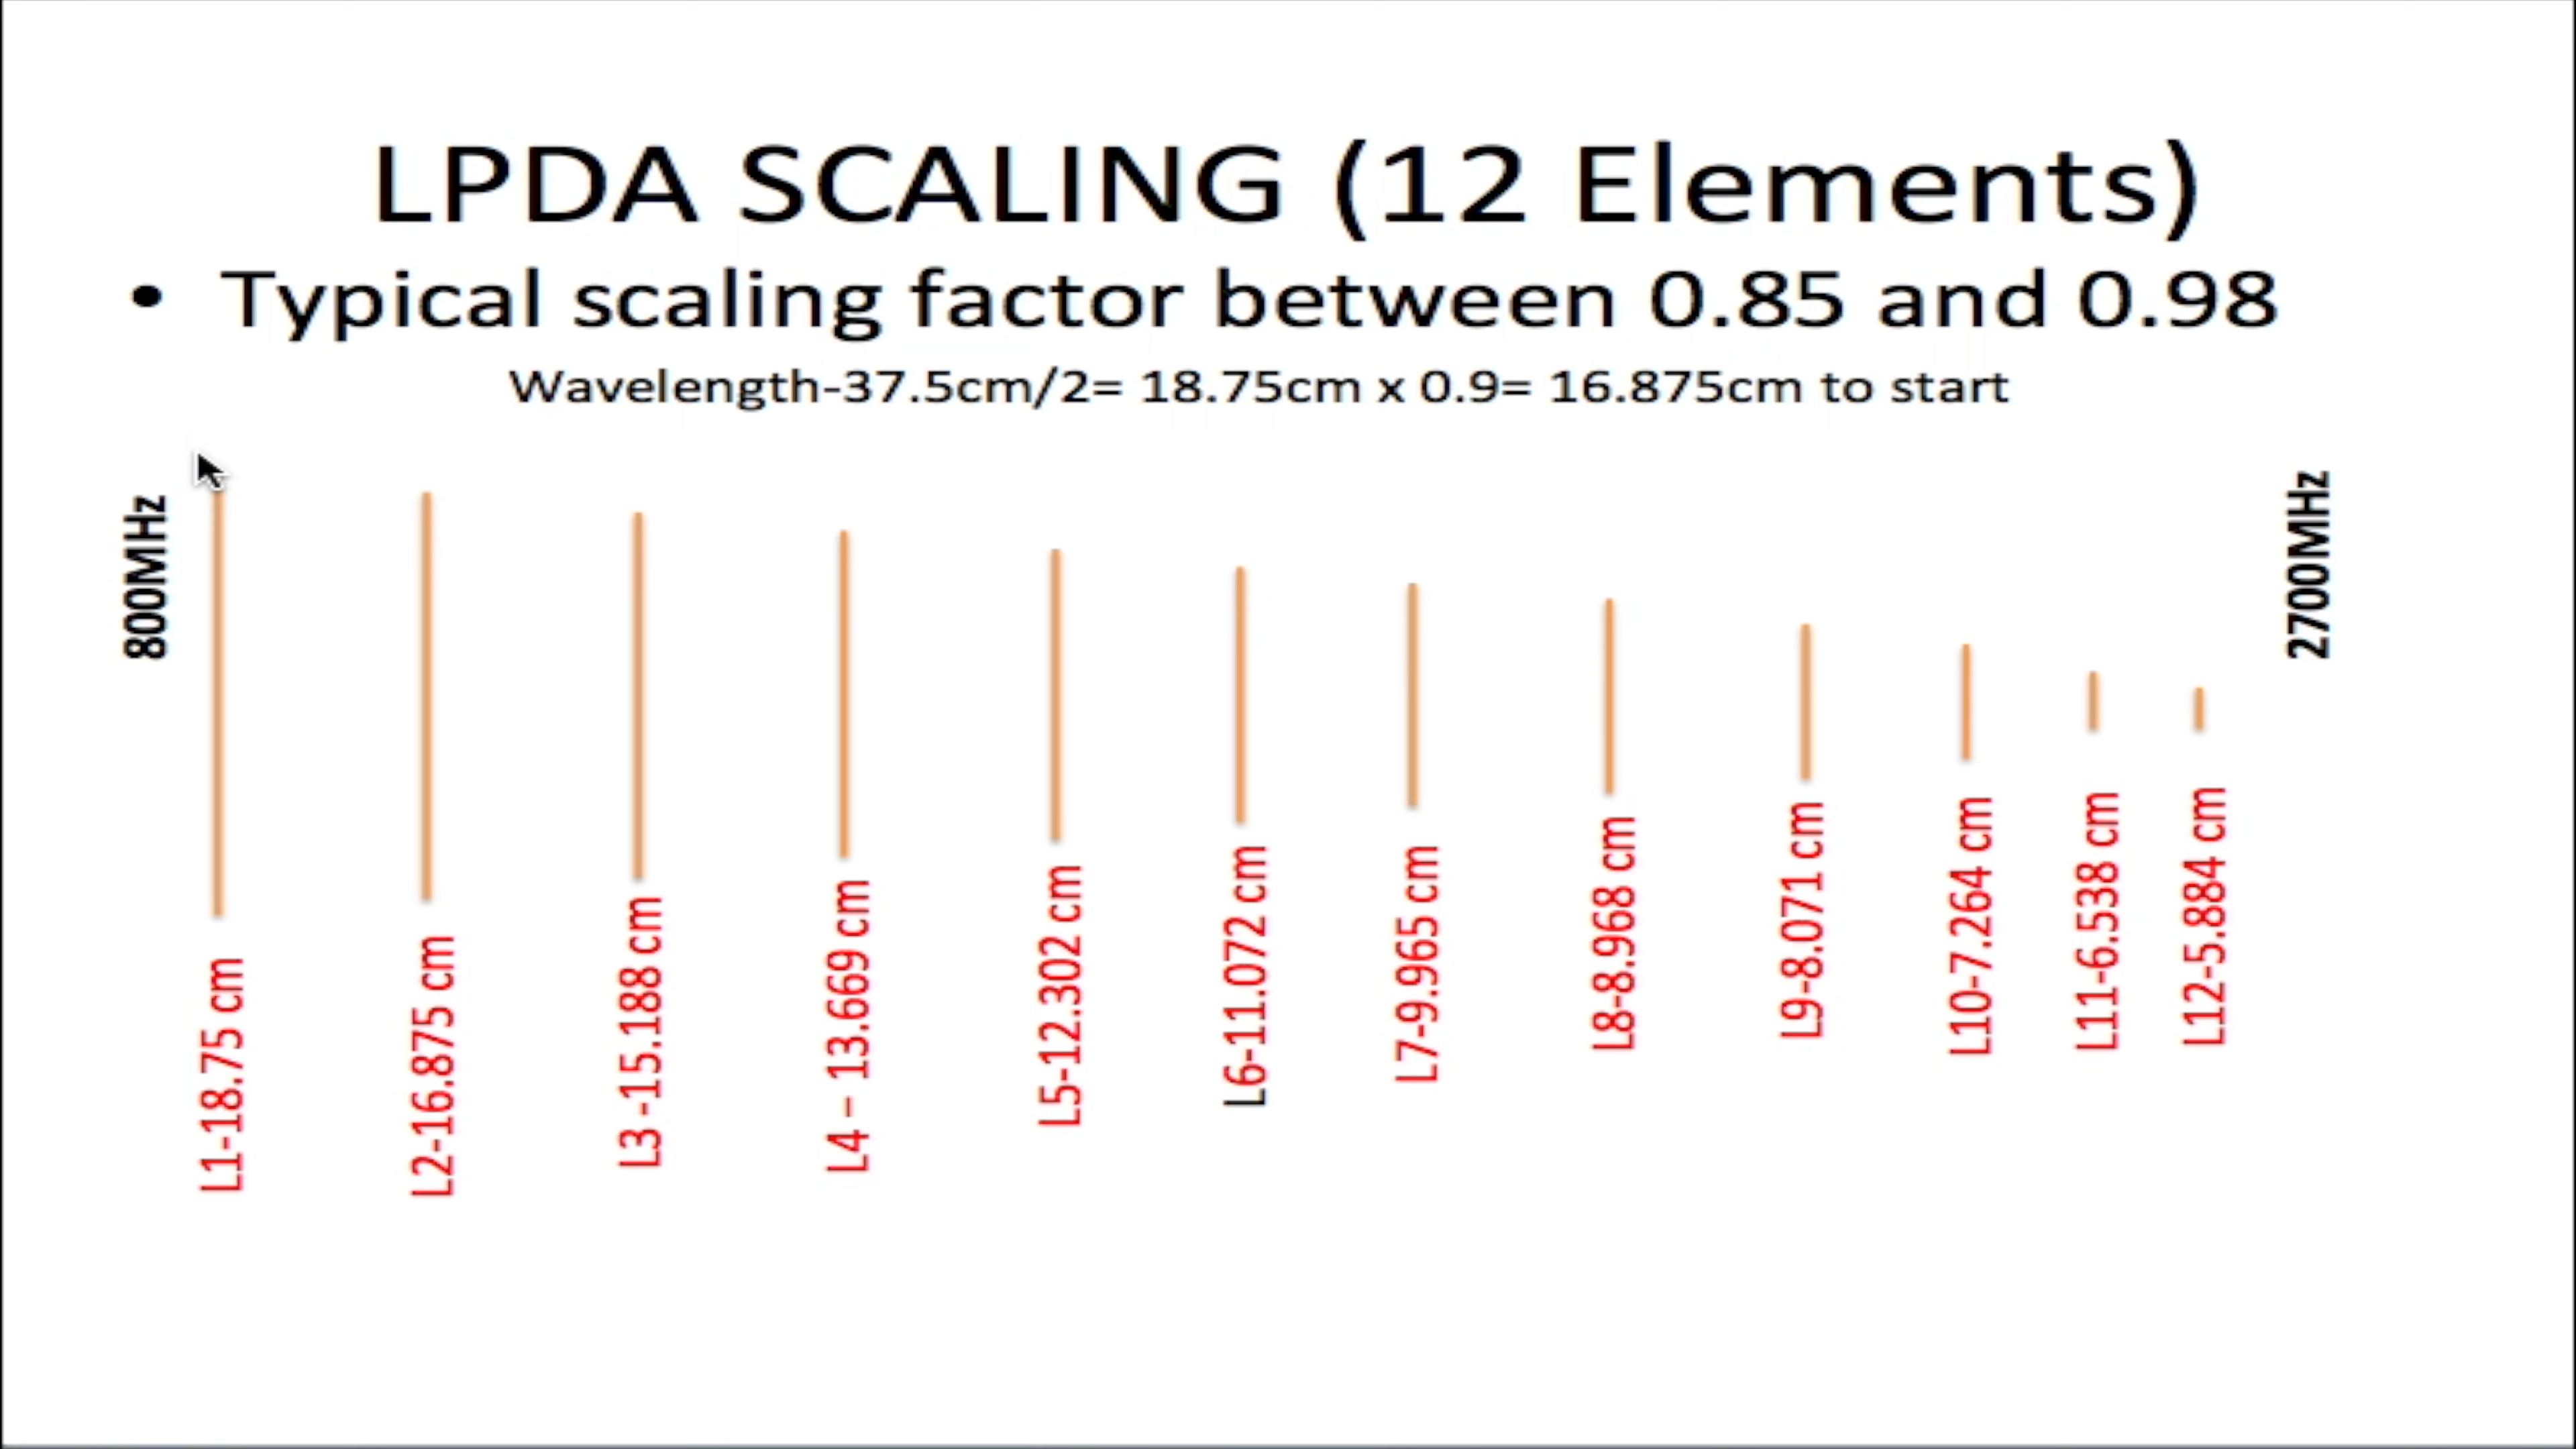 LPDA SCALING (12 Elements)
• Typical scaling factor between 0.85 and 0.98
Wavelength-37.5cm/2= 18.75cm x 0.9= 16.875cm to start
800MHz
2700MHz
L1-18.75 cm
L2-16.875 cm
L3 -15.188 cm
L4 – 13.669 cm
L5-12.302 cm
L6-11.072 cm
L7-9.965 cm
L8-8.968 cm
L9-8.071 cm
L10-7.264 cm
L11-6.538 cm
L12-5.884 cm